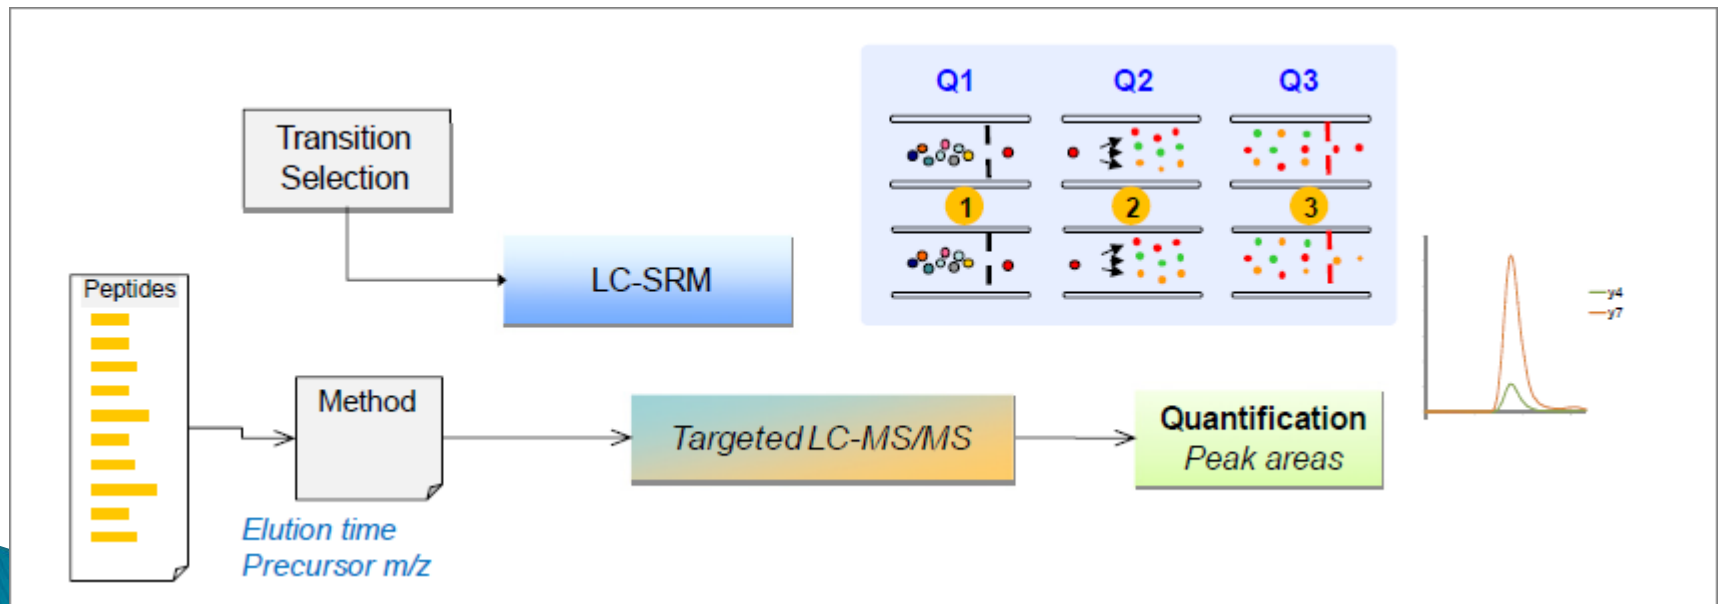 Q1
Q2
Q3
Transition
Selection
1
2
3
LC-SRM
Peptides
y4
y7
Method
Targeted LC-MS/MS
Quantification
Peak areas
Elution time
Precursor m/z